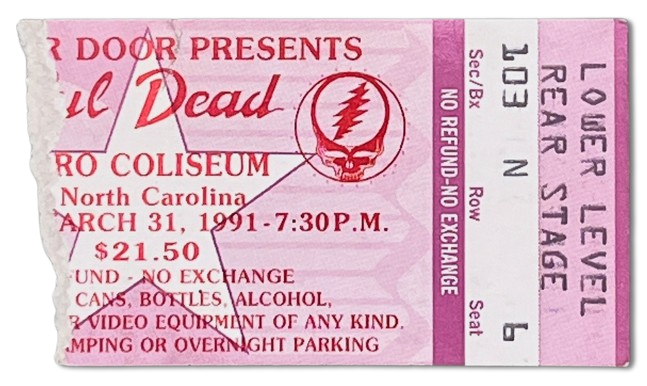 R DOOR PRESENTS
ul Dead
RO COLISEUM
North Carolina
ARCH 31, 1991-7:30 P.M.
$21.50
UND - NO EXCHANGE
CANS, BOTTLES, ALCOHOL,
R VIDEO EQUIPMENT OF ANY KIND.
MPING OR OVERNIGHT PARKING
NO REFUND-NO EXCHANGE
Sec/Bx Row Seat
103 N 6
REAR STAGE
LOWER LEVEL